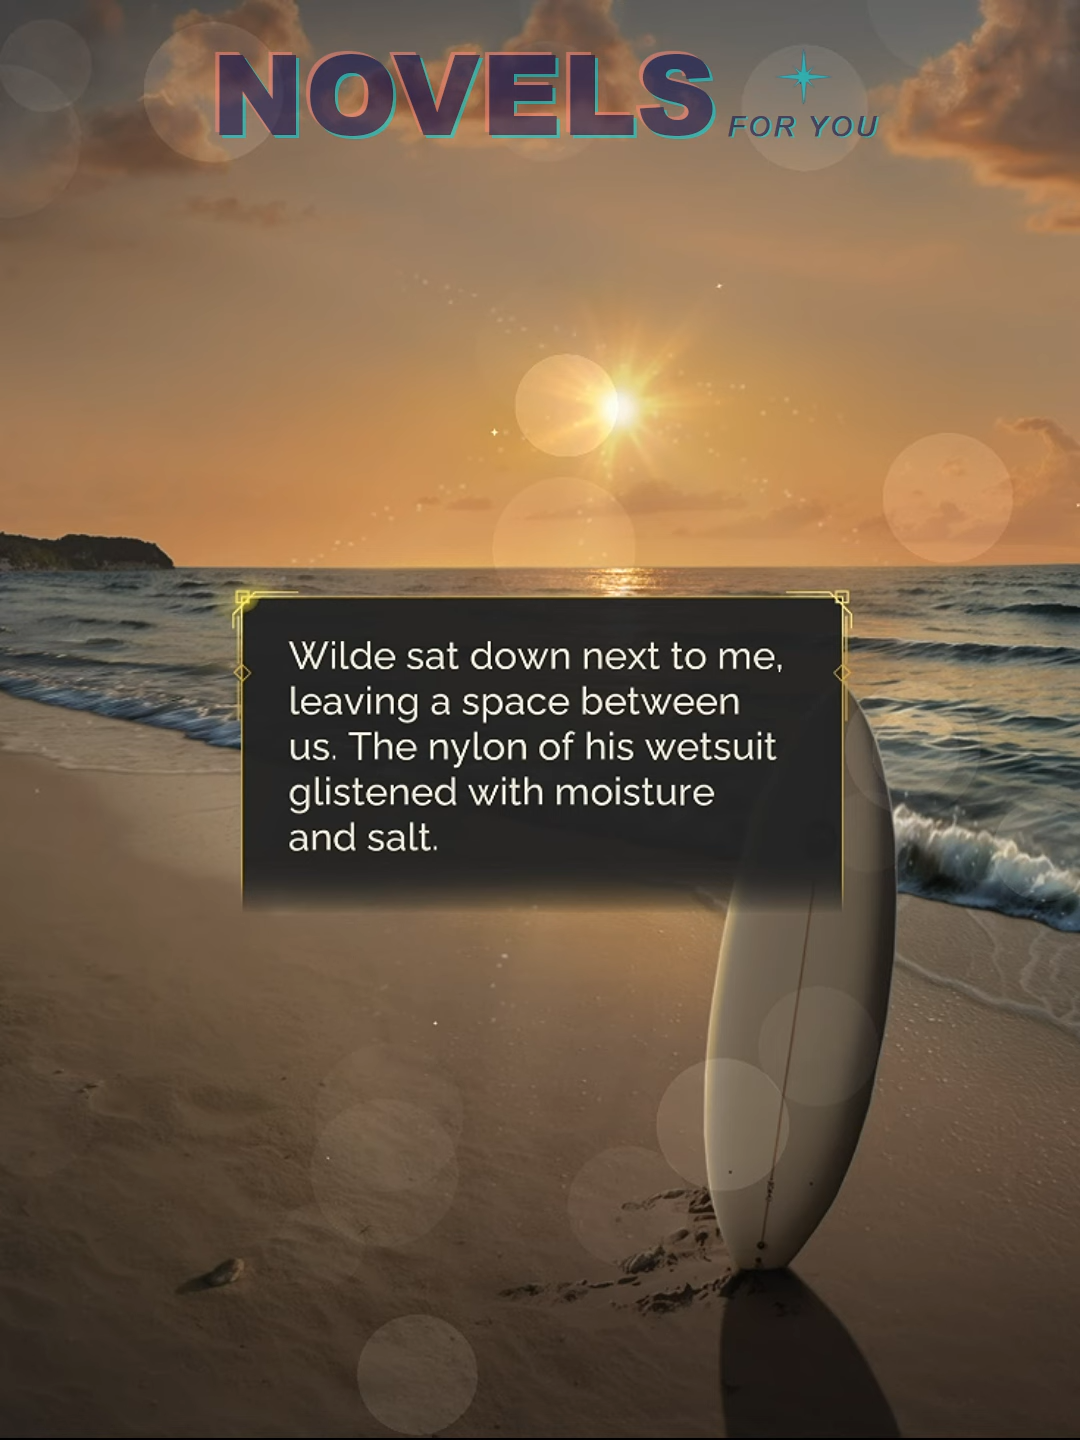 NOVELS
FOR YOU
Wilde sat down next to me,
leaving a space between
us. The nylon of his wetsuit
glistened with moisture
and salt.